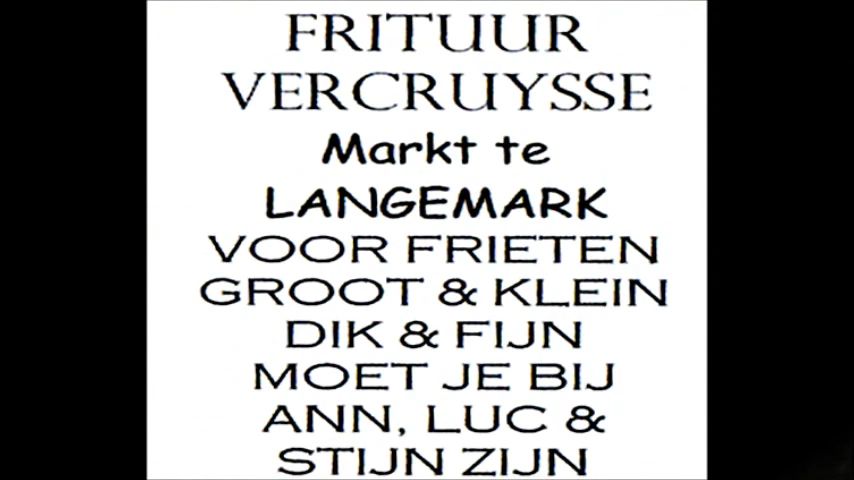 FRITUUR
VERCRUYSSE
Markt te
LANGEMARK
VOOR FRIETEN
GROOT & KLEIN
DIK & FIJN
MOET JE BIJ
ANN, LUC &
STIJN ZIJN